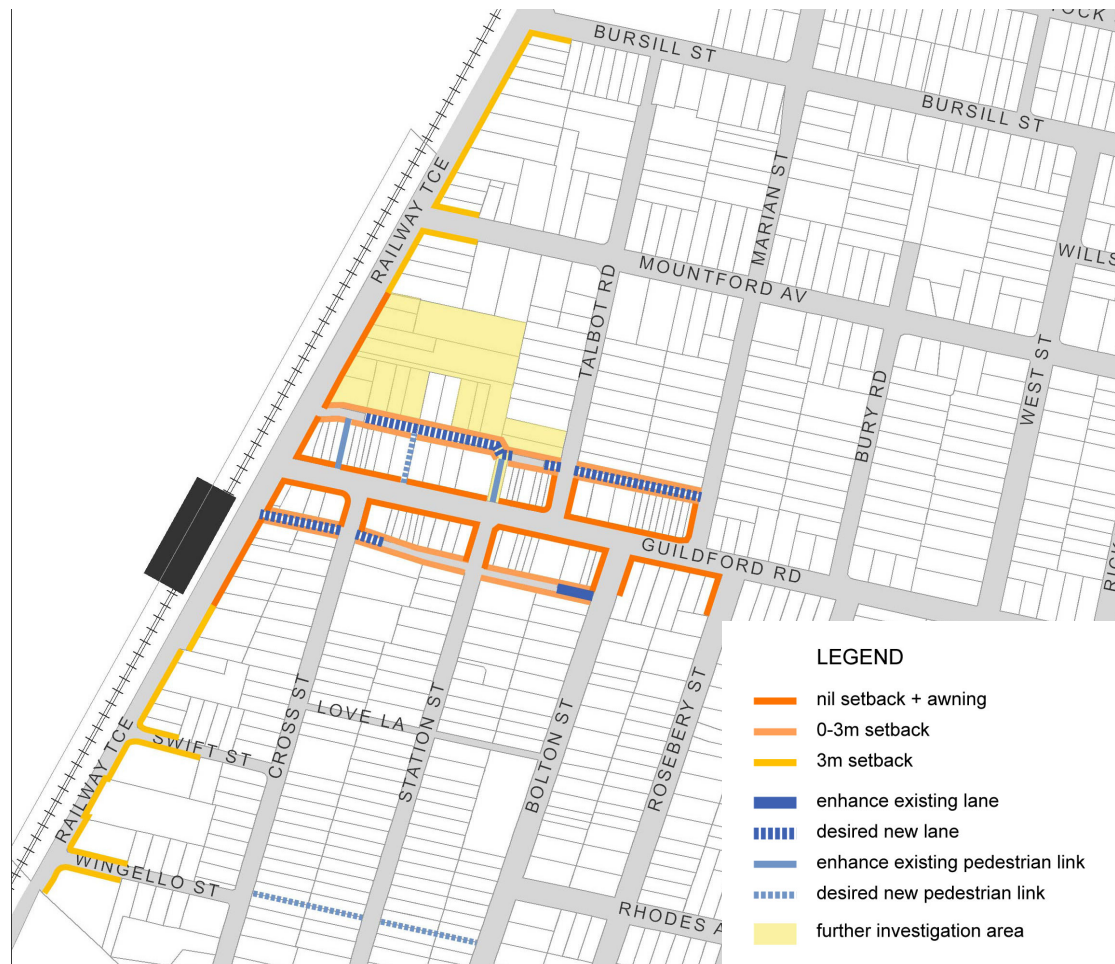 TOCK
BURSILL ST
BURSILL ST
RAILWAY TCE
MARIAN ST
WILLS
MOUNTFORD AV
TALBOT RD
WEST ST
BURY RD
GUILDFORD RD
RICK
LEGEND
nil setback + awning
0-3m setback
3m setback
enhance existing lane
desired new lane
enhance existing pedestrian link
desired new pedestrian link
further investigation area
LOVE LA
CROSS ST
STATION ST
BOLTON ST
ROSEBERY ST
SWIFT ST
RAILWAY TCE
WINGELLO ST
RHODES A